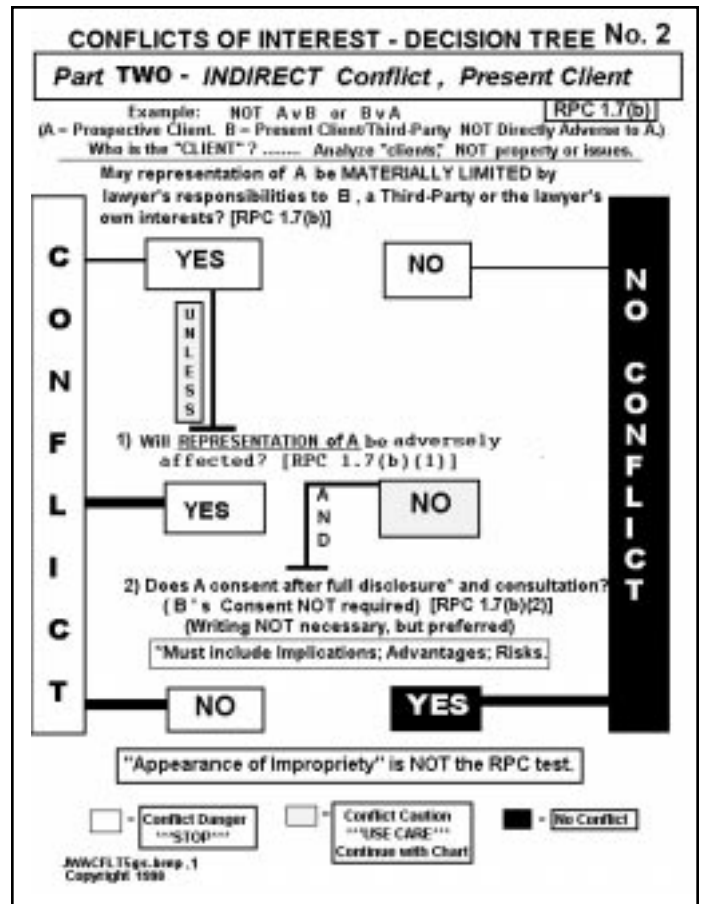 CONFLICTS OF INTEREST - DECISION TREE No. 2
Part TWO - INDIRECT Conflict, Present Client
Example: NOT A v B or B v A
RPC 1.7(b)
(A = Prospective Client. B = Present Client/Third-Party NOT Directly Adverse to A.)
Who is the "CLIENT" ? ....... Analyze "clients," NOT property or issues.
May representation of A be MATERIALLY LIMITED by
lawyer's responsibilities to B, a Third-Party or the lawyer's
own interests? [RPC 1.7(b)]
CONFLICT
YES
NO
NO CONFLICT
UNLESS
1) Will REPRESENTATION of A be adversely
affected? [RPC 1.7(b)(1)]
YES
AND
NO
2) Does A consent after full disclosure* and consultation?
(B's Consent NOT required) [RPC 1.7(b)(2)]
(Writing NOT necessary, but preferred)
*Must include Implications; Advantages; Risks.
NO
YES
"Appearance of Impropriety" is NOT the RPC test.
- Conflict Danger
***STOP***
- Conflict Caution
***USE CARE***
Continue with Chart
- No Conflict
Copyright 1990